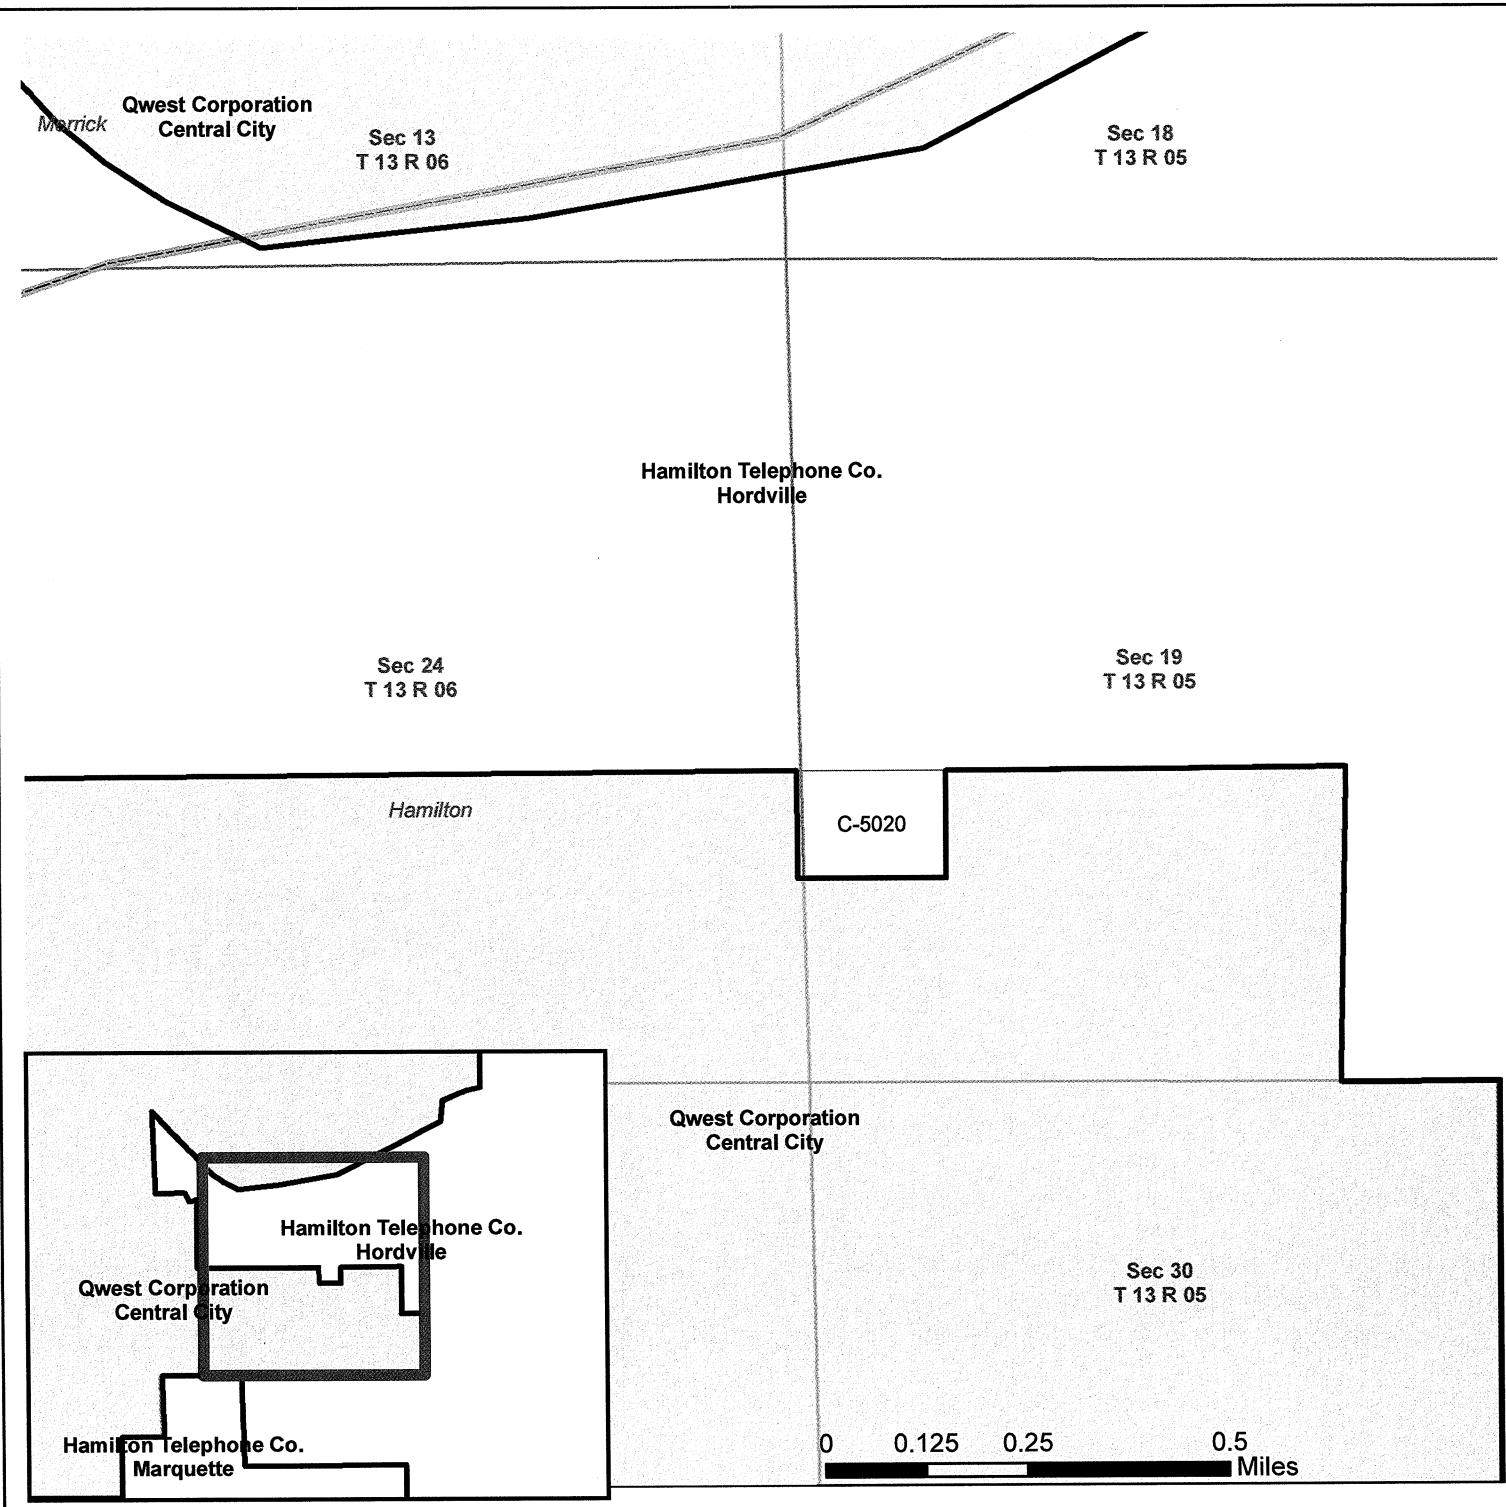 Qwest Corporation
Central City
Merrick
Sec 13
T 13 R 06
Sec 18
T 13 R 05
Hamilton Telephone Co.
Hordville
Sec 24
T 13 R 06
Sec 19
T 13 R 05
Hamilton
C-5020
Qwest Corporation
Central City
Sec 30
T 13 R 05
Hamilton Telephone Co.
Hordville
Qwest Corporation
Central City
Hamilton Telephone Co.
Marquette
0 0.125 0.25 0.5
Miles